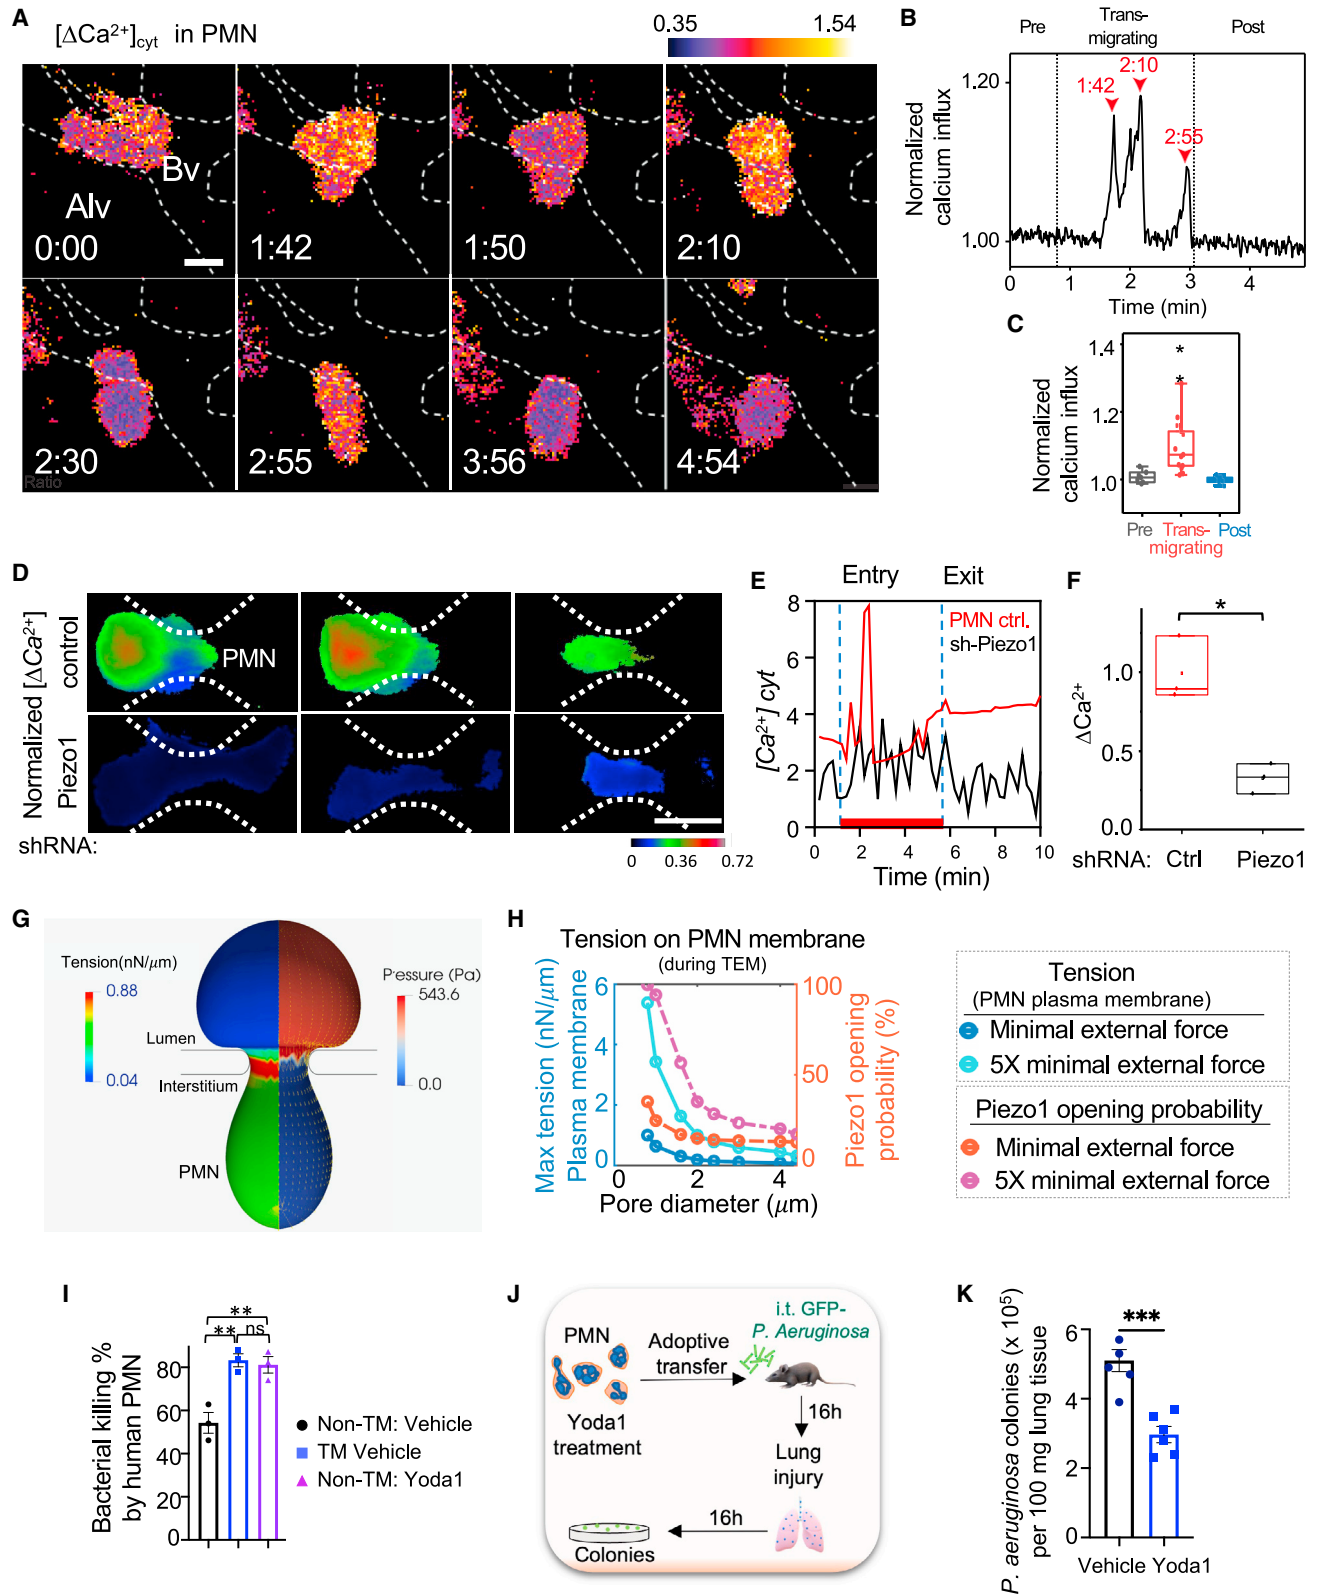 A
[ΔCa²⁺]cyt in PMN
0.35
1.54
Alv
Bv
0:00
1:42
1:50
2:10
2:30
Ratio
2:55
3:56
4:54
B
Pre
Trans-
migrating
Post
Normalized
calcium influx
1.20
1.00
1:42
2:10
2:55
0
1
2
3
4
Time (min)
C
Normalized
calcium influx
1.4
1.2
1.0
*
*
Pre
Trans-
migrating
Post
D
Normalized [ΔCa²⁺]
control
Piezo1
PMN
shRNA:
0
0.36
0.72
E
Entry
Exit
[Ca²⁺] cyt
8
6
4
2
0
PMN ctrl.
sh-Piezo1
0
2
4
6
8
10
Time (min)
F
*
ΔCa²⁺
1.0
0.5
0.0
shRNA: Ctrl Piezo1
G
Tension(nN/μm)
0.88
0.04
Pressure (Pa)
543.6
0.0
Lumen
Interstitium
PMN
H
Tension on PMN membrane
(during TEM)
Max tension (nN/μm)
Plasma membrane
6
4
2
0
100
50
0
Piezo1 opening
probability (%)
0
2
4
Pore diameter (μm)
Tension
(PMN plasma membrane)
Minimal external force
5X minimal external force
Piezo1 opening probability
Minimal external force
5X minimal external force
I
Bacterial killing %
by human PMN
80
60
40
20
0
**
**
ns
Non-TM: Vehicle
TM Vehicle
Non-TM: Yoda1
J
PMN
Yoda1
treatment
Adoptive
transfer
i.t. GFP-
P. Aeruginosa
16h
Lung
injury
16h
Colonies
K
P. aeruginosa colonies (x 10⁵)
per 100 mg lung tissue
6
4
2
0
***
Vehicle Yoda1